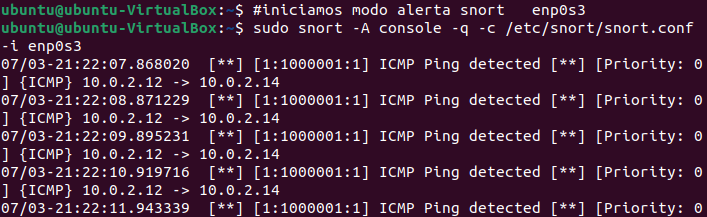 ubuntu@ubuntu-VirtualBox:~$ #iniciamos modo alerta snort   enp0s3
ubuntu@ubuntu-VirtualBox:~$ sudo snort -A console -q -c /etc/snort/snort.conf
-i enp0s3
07/03-21:22:07.868020  [**] [1:1000001:1] ICMP Ping detected [**] [Priority: 0
] {ICMP} 10.0.2.12 -> 10.0.2.14
07/03-21:22:08.871229  [**] [1:1000001:1] ICMP Ping detected [**] [Priority: 0
] {ICMP} 10.0.2.12 -> 10.0.2.14
07/03-21:22:09.895231  [**] [1:1000001:1] ICMP Ping detected [**] [Priority: 0
] {ICMP} 10.0.2.12 -> 10.0.2.14
07/03-21:22:10.919716  [**] [1:1000001:1] ICMP Ping detected [**] [Priority: 0
] {ICMP} 10.0.2.12 -> 10.0.2.14
07/03-21:22:11.943339  [**] [1:1000001:1] ICMP Ping detected [**] [Priority: 0